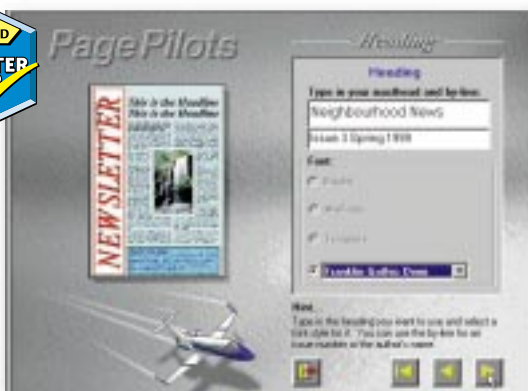 D
TER
PagePilots
Heading
Heading
Type in your masthead and by-line:
NEWSLETTER
This is the Headline
This is the Headline
Neighbourhood News
Issue 3 Spring 1999
Font:
Franklin Gothic Demi
Hint
Type in the heading you want to use and select a
font style for it. You can use the by-line for an
issue number or the author's name.